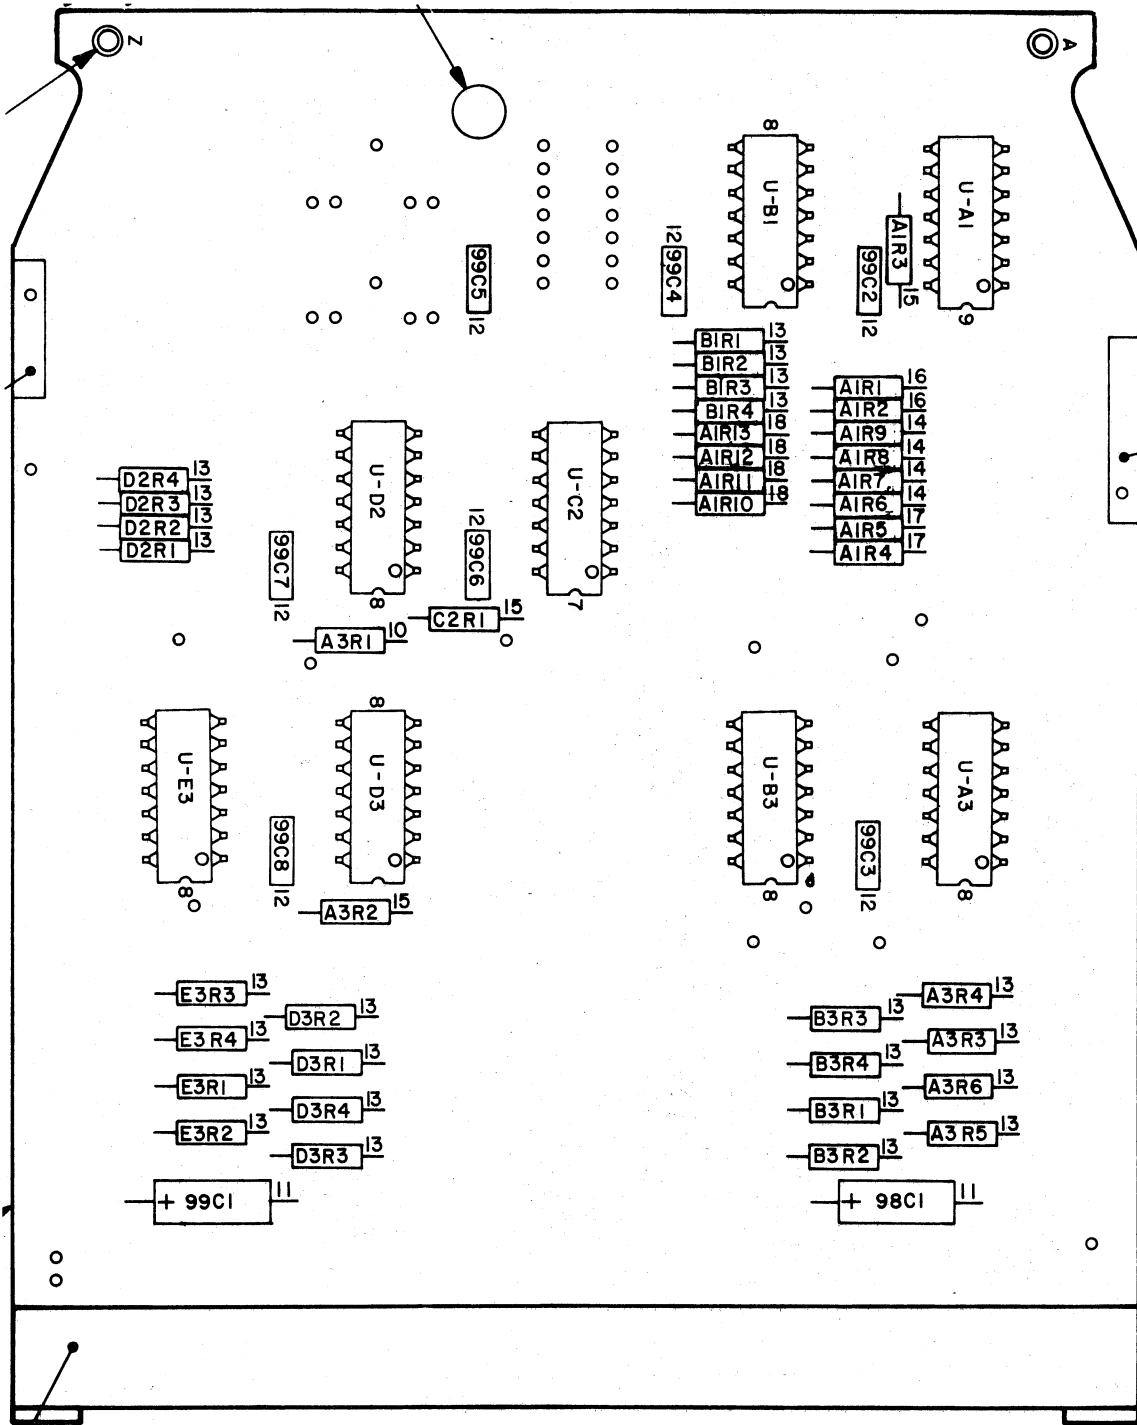 Z
A
8
U-B1
U-A1
A1R3
15
9
99C5
12
12
99C4
99C2
12
B1R1 13
B1R2 13
B1R3 13
B1R4 13
A1R13 18
A1R12 18
A1R11 18
A1R10 18
A1R1 16
A1R2 16
A1R9 14
A1R8 14
A1R7 14
A1R6 14
A1R5 17
A1R4 17
D2R4 13
D2R3 13
D2R2 13
D2R1 13
U-D2
8
U-C2
7
99C7
12
12
99C6
C2R1 15
A3R1 10
U-E3
8
8
U-D3
U-B3
8
U-A3
8
99C8
12
99C3
12
A3R2 15
E3R3 13
D3R2 13
E3R4 13
D3R1 13
E3R1 13
D3R4 13
E3R2 13
D3R3 13
A3R4 13
B3R3 13
A3R3 13
B3R4 13
A3R6 13
B3R1 13
A3R5 13
B3R2 13
+ 99C1 11
+ 98C1 11